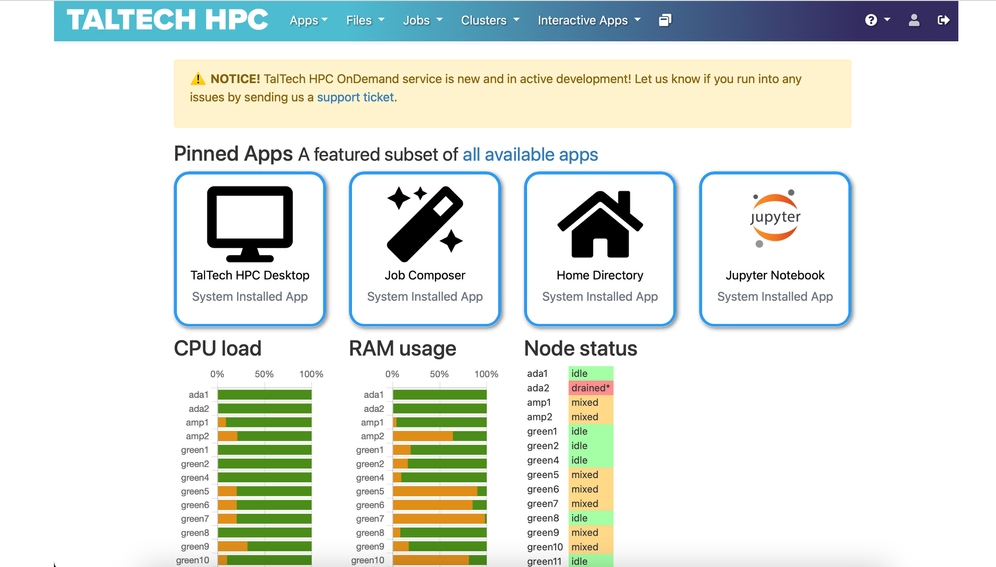 TALTECH HPC Apps Files Jobs Clusters Interactive Apps
NOTICE! TalTech HPC OnDemand service is new and in active development! Let us know if you run into any
issues by sending us a support ticket.
Pinned Apps A featured subset of all available apps
TalTech HPC Desktop
System Installed App
Job Composer
System Installed App
Home Directory
System Installed App
jupyter
Jupyter Notebook
System Installed App
CPU load
0% 50% 100%
ada1
ada2
amp1
amp2
green1
green2
green4
green5
green6
green7
green8
green9
green10
RAM usage
0% 50% 100%
ada1
ada2
amp1
amp2
green1
green2
green4
green5
green6
green7
green8
green9
green10
Node status
ada1 idle
ada2 drained*
amp1 mixed
amp2 mixed
green1 idle
green2 idle
green4 idle
green5 mixed
green6 mixed
green7 mixed
green8 idle
green9 mixed
green10 mixed
green11 idle